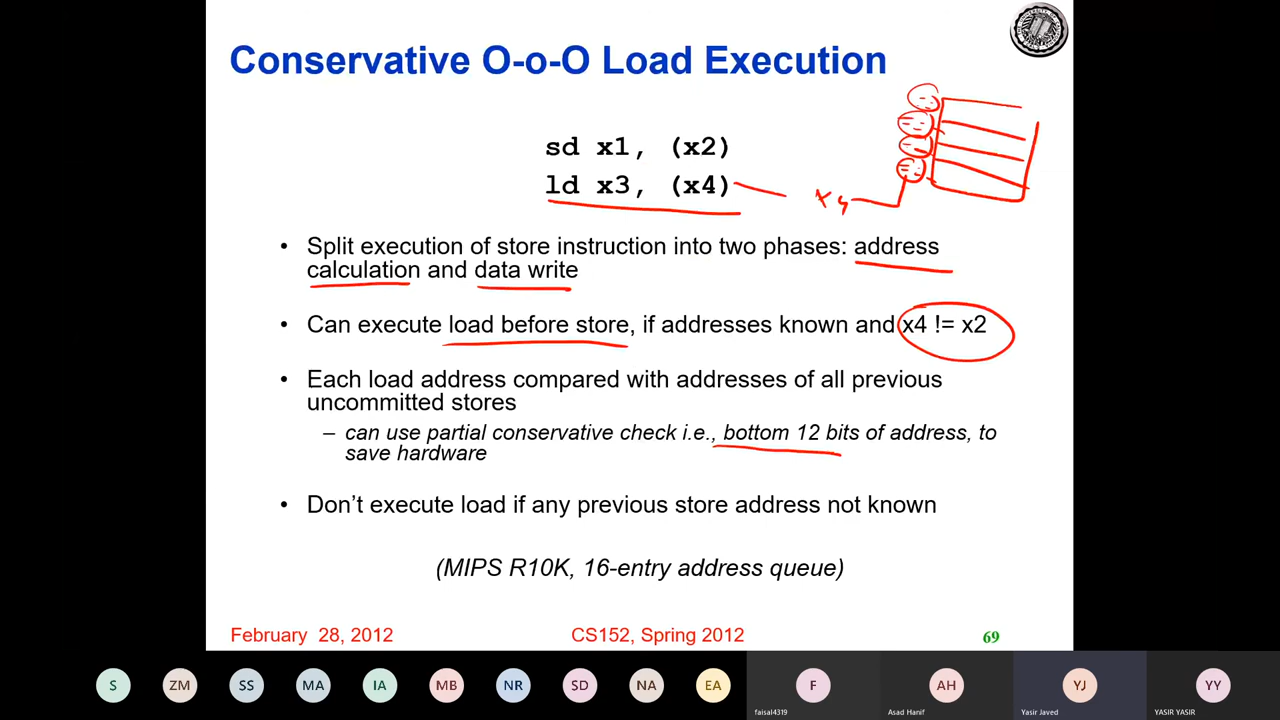 Conservative O-o-O Load Execution
sd x1, (x2)
ld x3, (x4)
x4
• Split execution of store instruction into two phases: address
calculation and data write
• Can execute load before store, if addresses known and x4 != x2
• Each load address compared with addresses of all previous
uncommitted stores
– can use partial conservative check i.e., bottom 12 bits of address, to
save hardware
• Don’t execute load if any previous store address not known
(MIPS R10K, 16-entry address queue)
February 28, 2012 CS152, Spring 2012 69
S ZM SS MA IA MB NR SD NA EA F AH YJ YY
faisal4319 Asad Hanif Yasir Javed YASIR YASIR